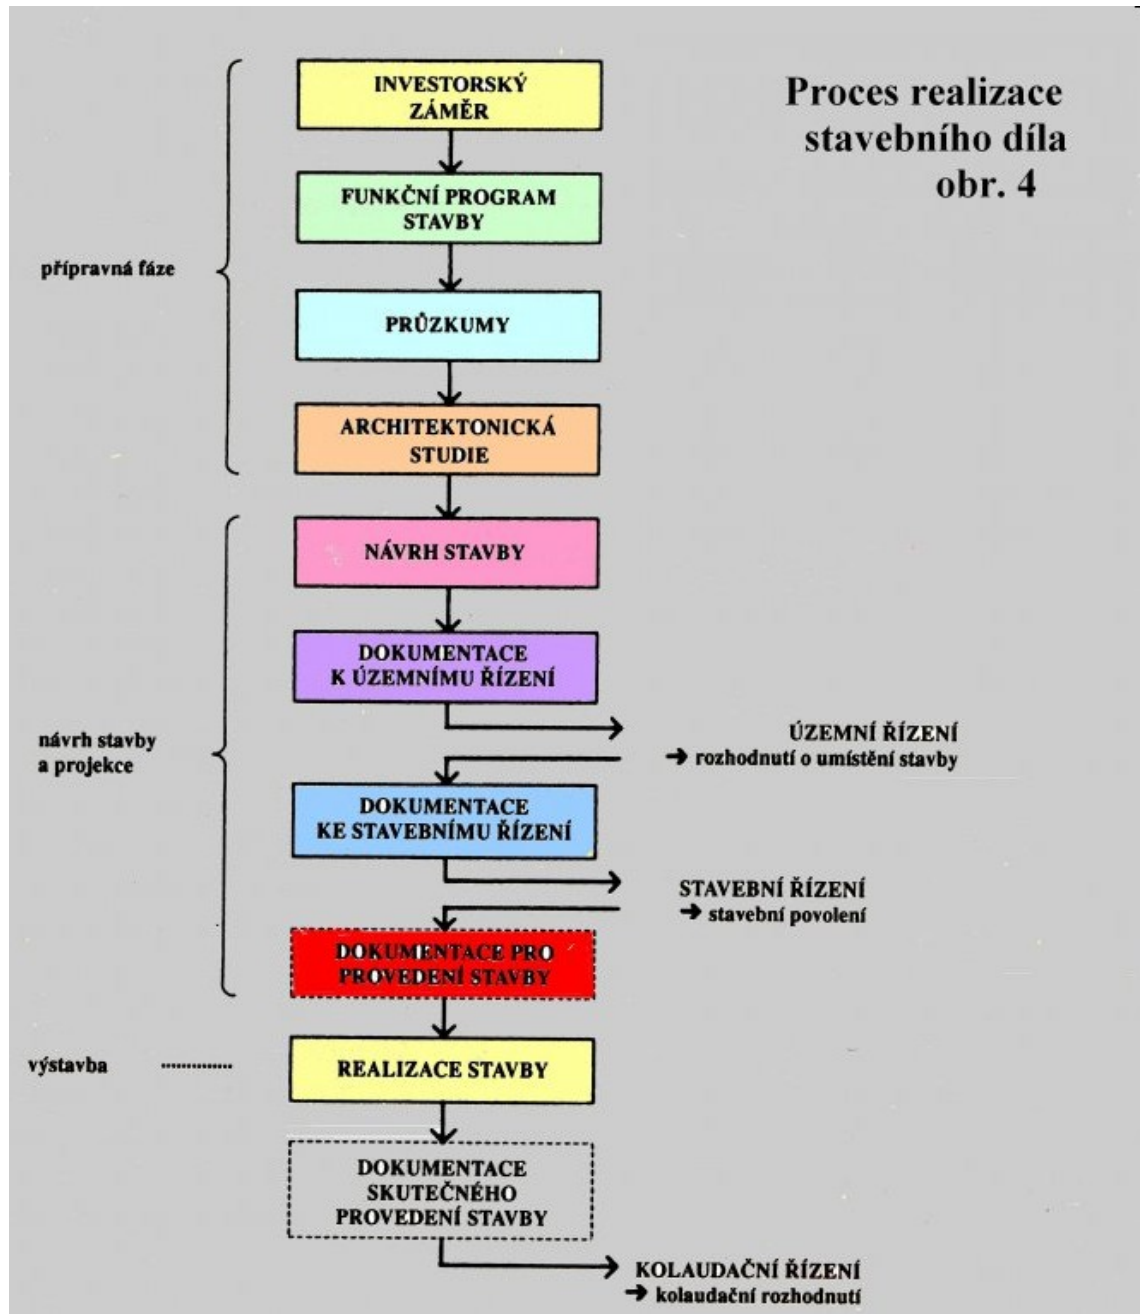 Proces realizace
stavebního díla
obr. 4
INVESTORSKÝ
ZÁMĚR
FUNKČNÍ PROGRAM
STAVBY
přípravná fáze
PRŮZKUMY
ARCHITEKTONICKÁ
STUDIE
NÁVRH STAVBY
DOKUMENTACE
K ÚZEMNÍMU ŘÍZENÍ
ÚZEMNÍ ŘÍZENÍ
→ rozhodnutí o umístění stavby
návrh stavby
a projekce
DOKUMENTACE
KE STAVEBNÍMU ŘÍZENÍ
STAVEBNÍ ŘÍZENÍ
→ stavební povolení
DOKUMENTACE PRO
PROVEDENÍ STAVBY
výstavba
REALIZACE STAVBY
DOKUMENTACE
SKUTEČNÉHO
PROVEDENÍ STAVBY
KOLAUDAČNÍ ŘÍZENÍ
→ kolaudační rozhodnutí